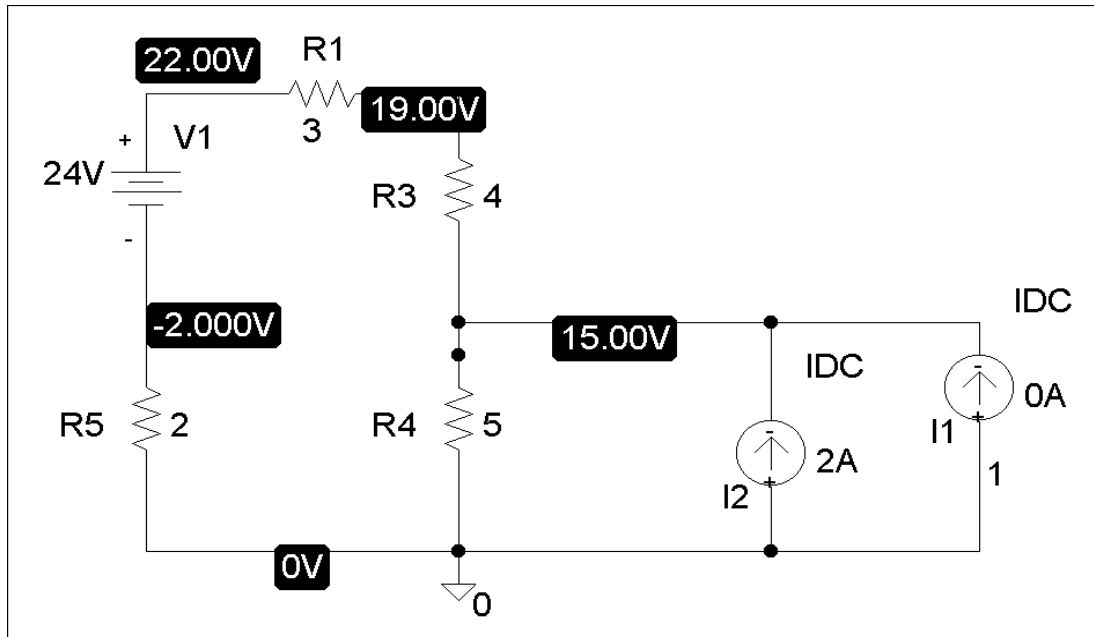 22.00V
R1
19.00V
3
+
V1
24V
-
R3
4
-2.000V
15.00V
IDC
IDC
-
0A
+
I1
R5
2
R4
5
-
2A
+
I2
1
0V
0